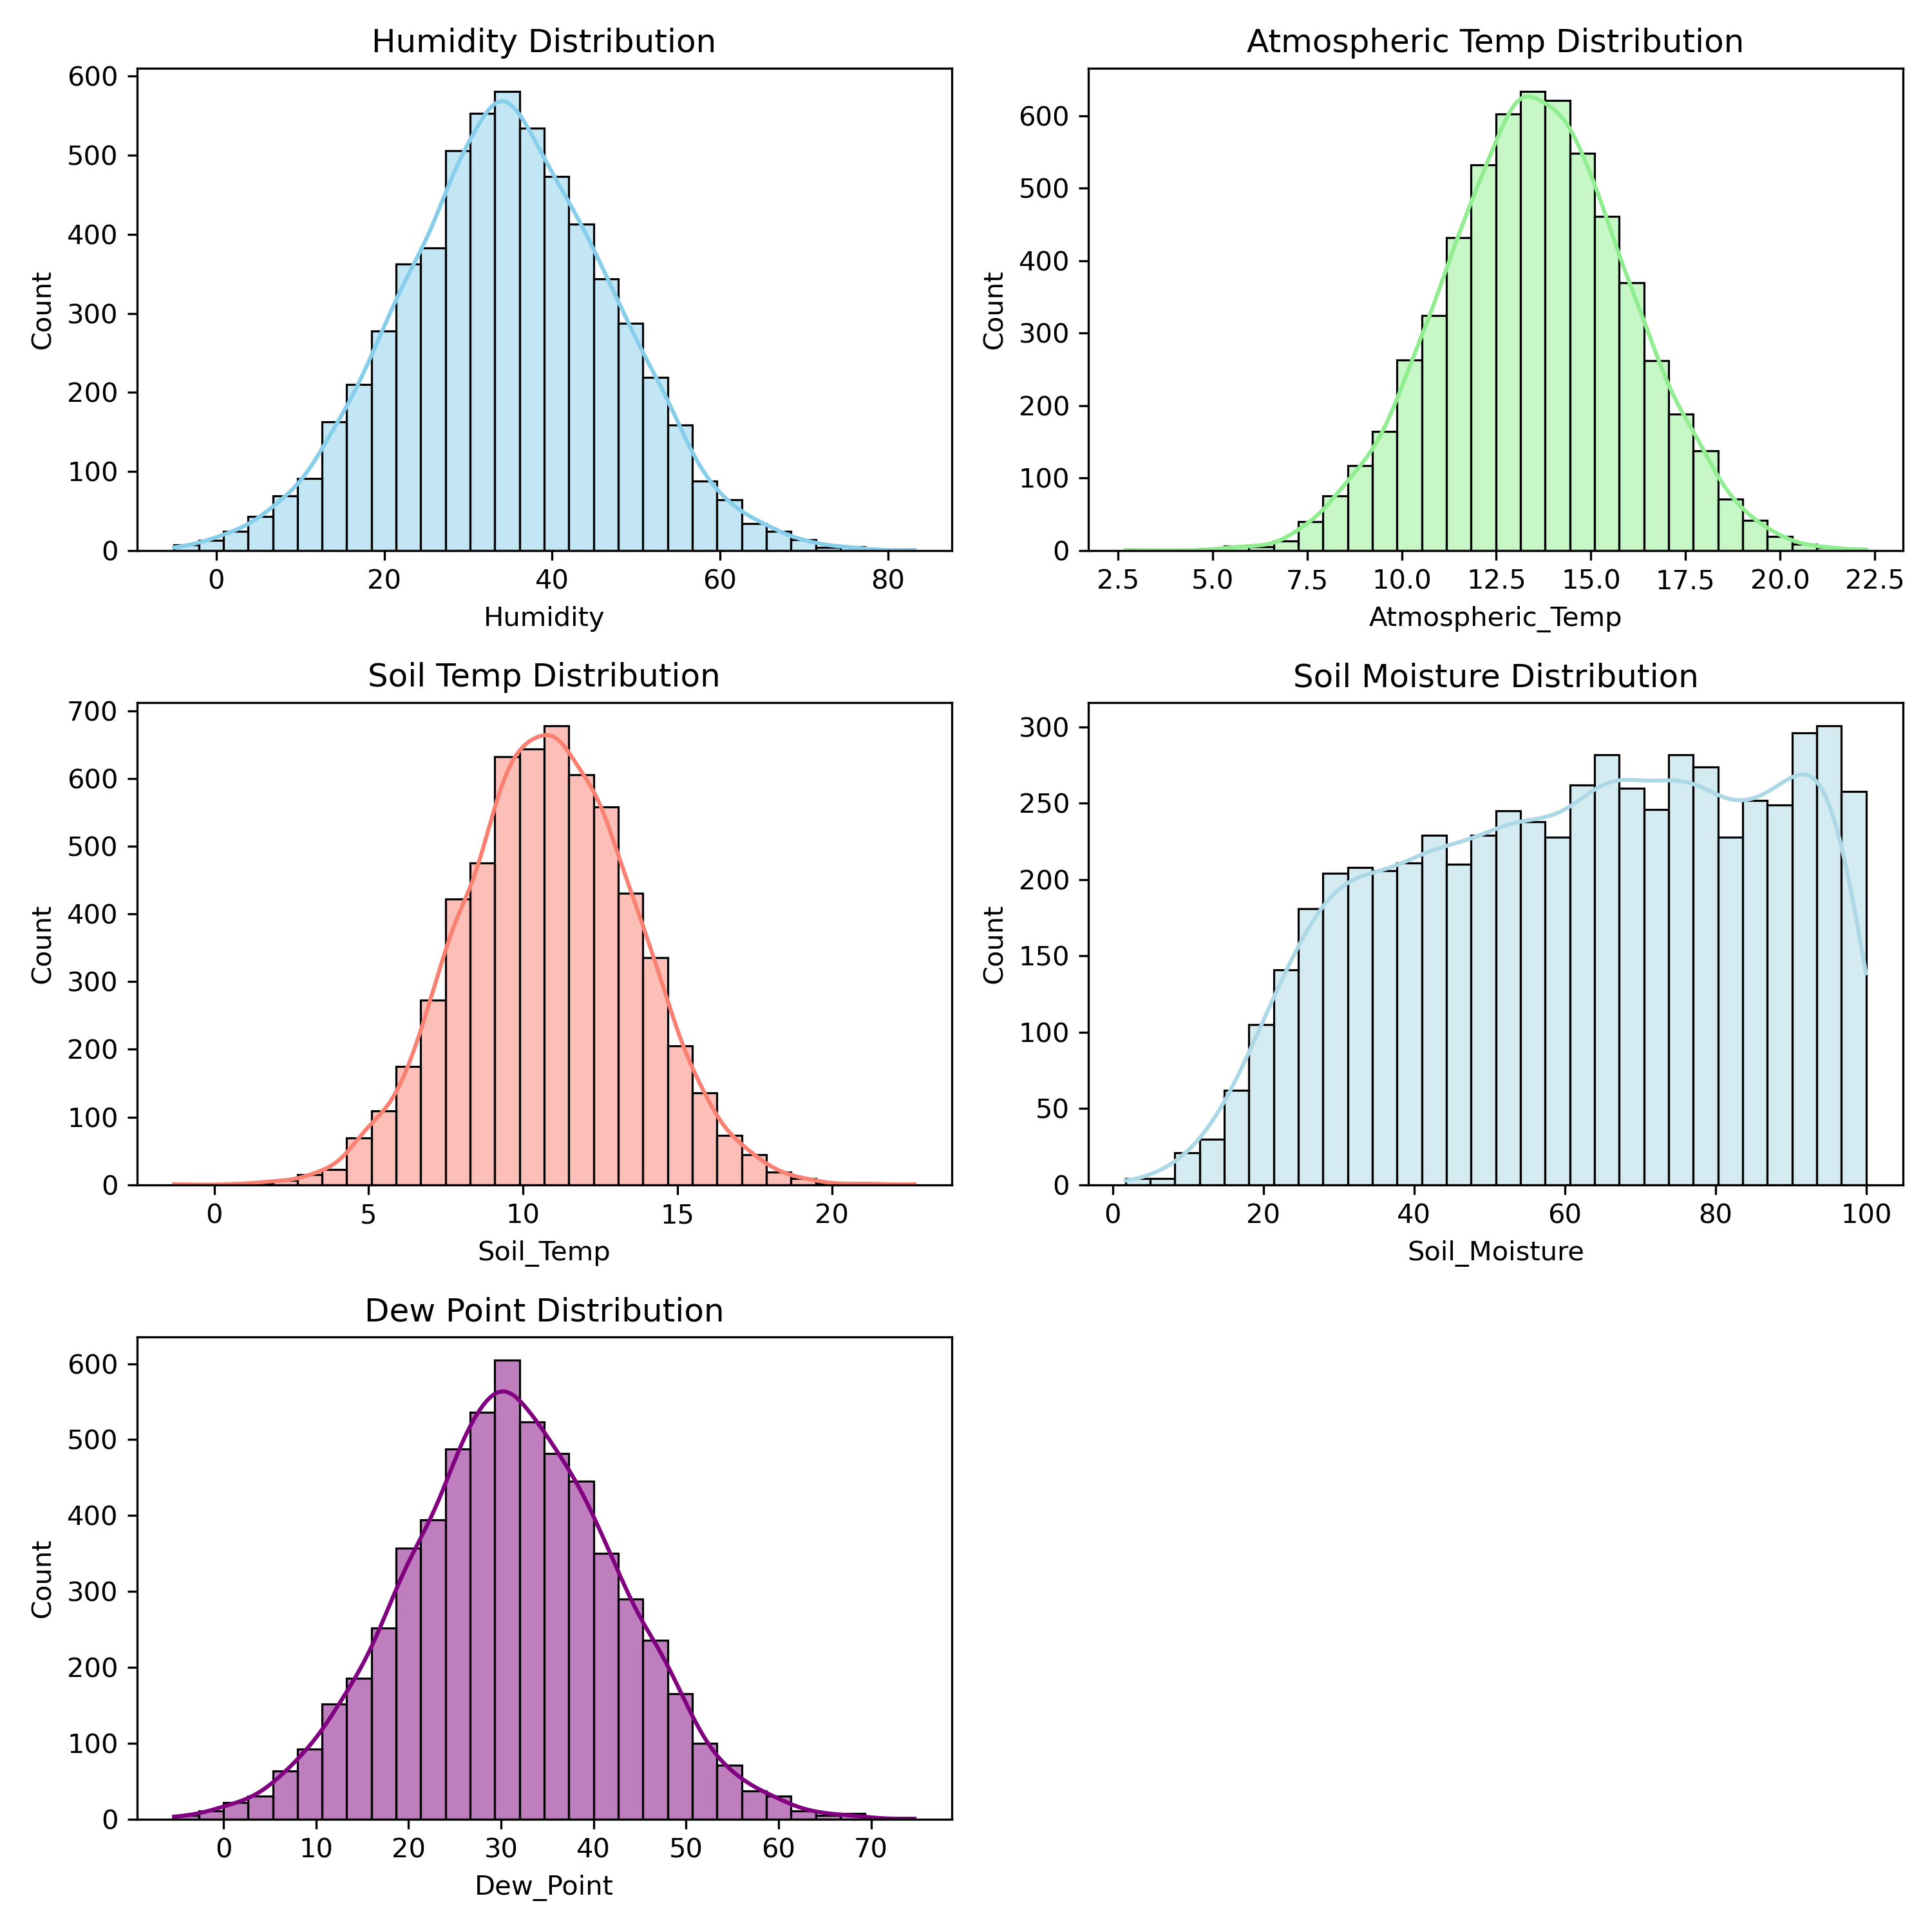 Humidity Distribution
600
500
400
300
200
100
0
Count
0 20 40 60 80
Humidity
Atmospheric Temp Distribution
600
500
400
300
200
100
0
Count
2.5 5.0 7.5 10.0 12.5 15.0 17.5 20.0 22.5
Atmospheric_Temp
Soil Temp Distribution
700
600
500
400
300
200
100
0
Count
0 5 10 15 20
Soil_Temp
Soil Moisture Distribution
300
250
200
150
100
50
0
Count
0 20 40 60 80 100
Soil_Moisture
Dew Point Distribution
600
500
400
300
200
100
0
Count
0 10 20 30 40 50 60 70
Dew_Point